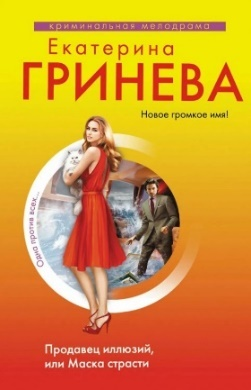 криминальная мелодрама
Екатерина
ГРИНЕВА
Новое громкое имя!
Одна против всех...
Продавец иллюзий,
или Маска страсти